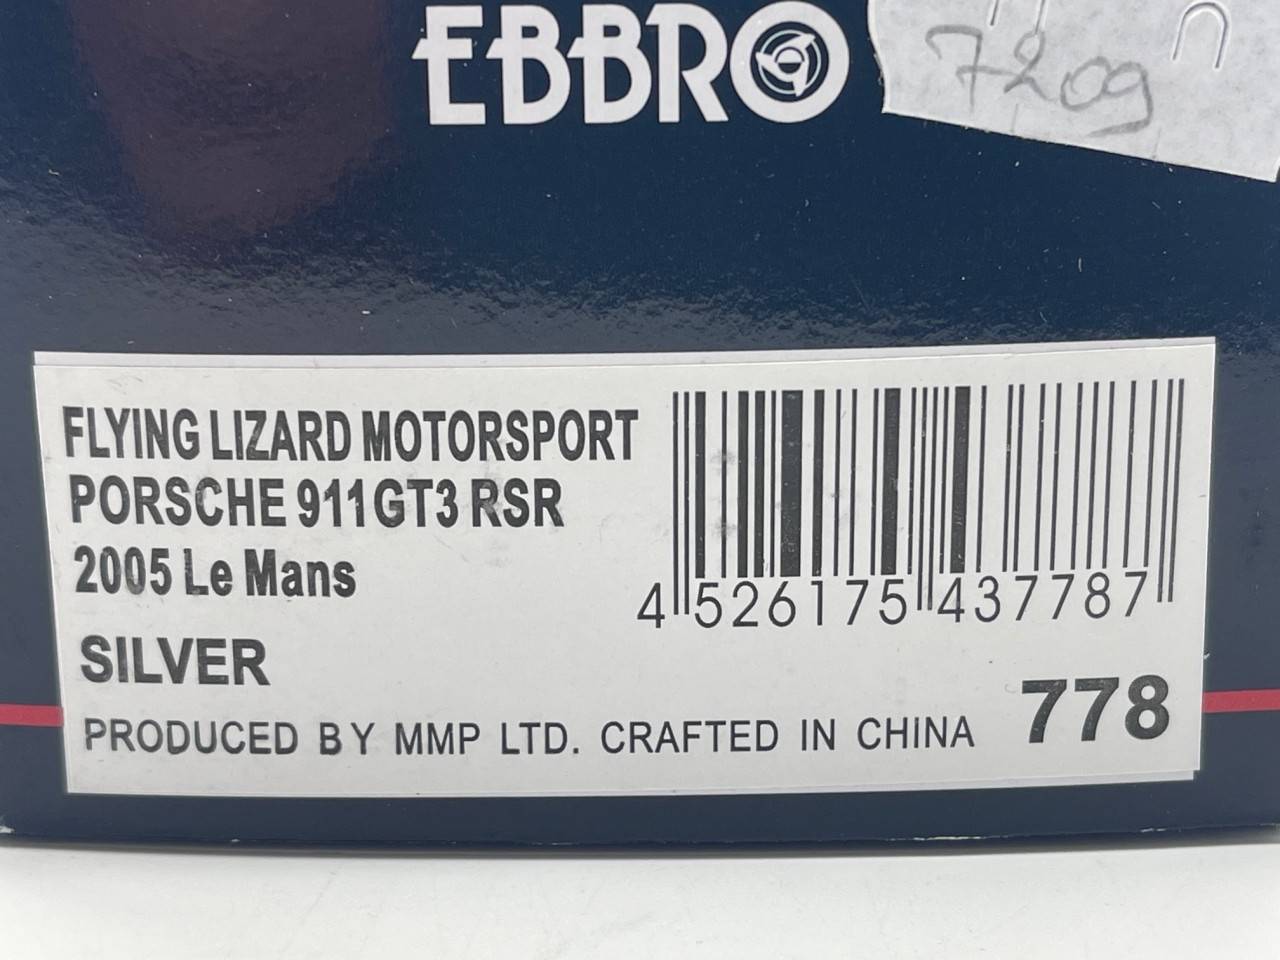 EBBRO
7209
FLYING LIZARD MOTORSPORT
PORSCHE 911GT3 RSR
2005 Le Mans
SILVER
4 526175 437787
PRODUCED BY MMP LTD. CRAFTED IN CHINA
778